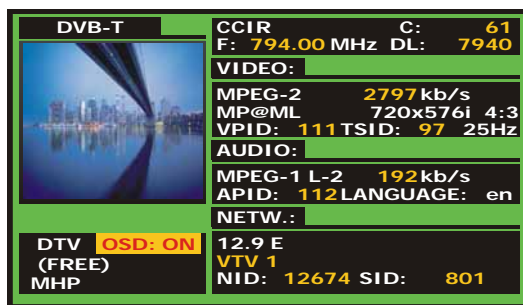 DVB-T
CCIR C: 61
F: 794.00 MHz DL: 7940
VIDEO:
MPEG-2 2797 kb/s
MP@ML 720x576i 4:3
VPID: 111 TSID: 97 25Hz
AUDIO:
MPEG-1 L-2 192 kb/s
APID: 112 LANGUAGE: en
NETW.:
DTV OSD: ON
(FREE)
MHP
12.9 E
VTV 1
NID: 12674 SID: 801